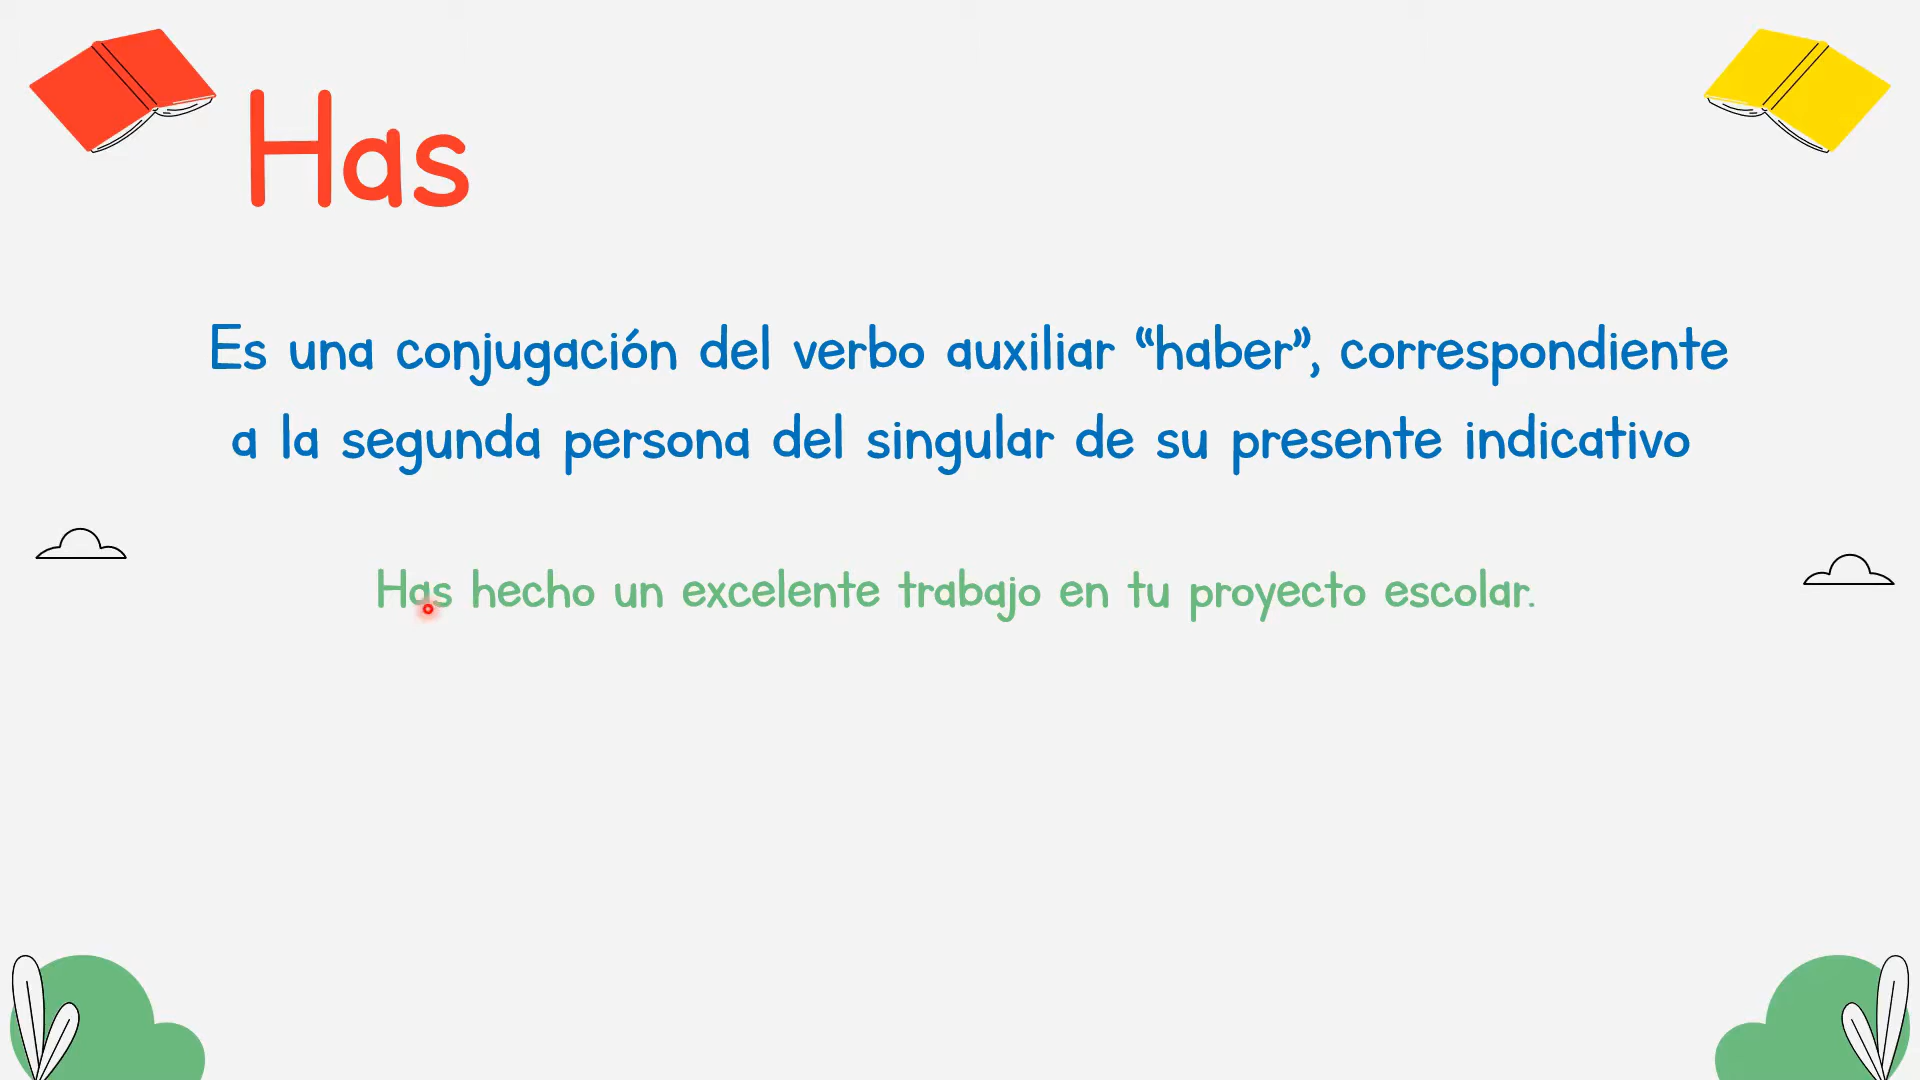 Has
Es una conjugación del verbo auxiliar “haber”, correspondiente
a la segunda persona del singular de su presente indicativo
Has hecho un excelente trabajo en tu proyecto escolar.